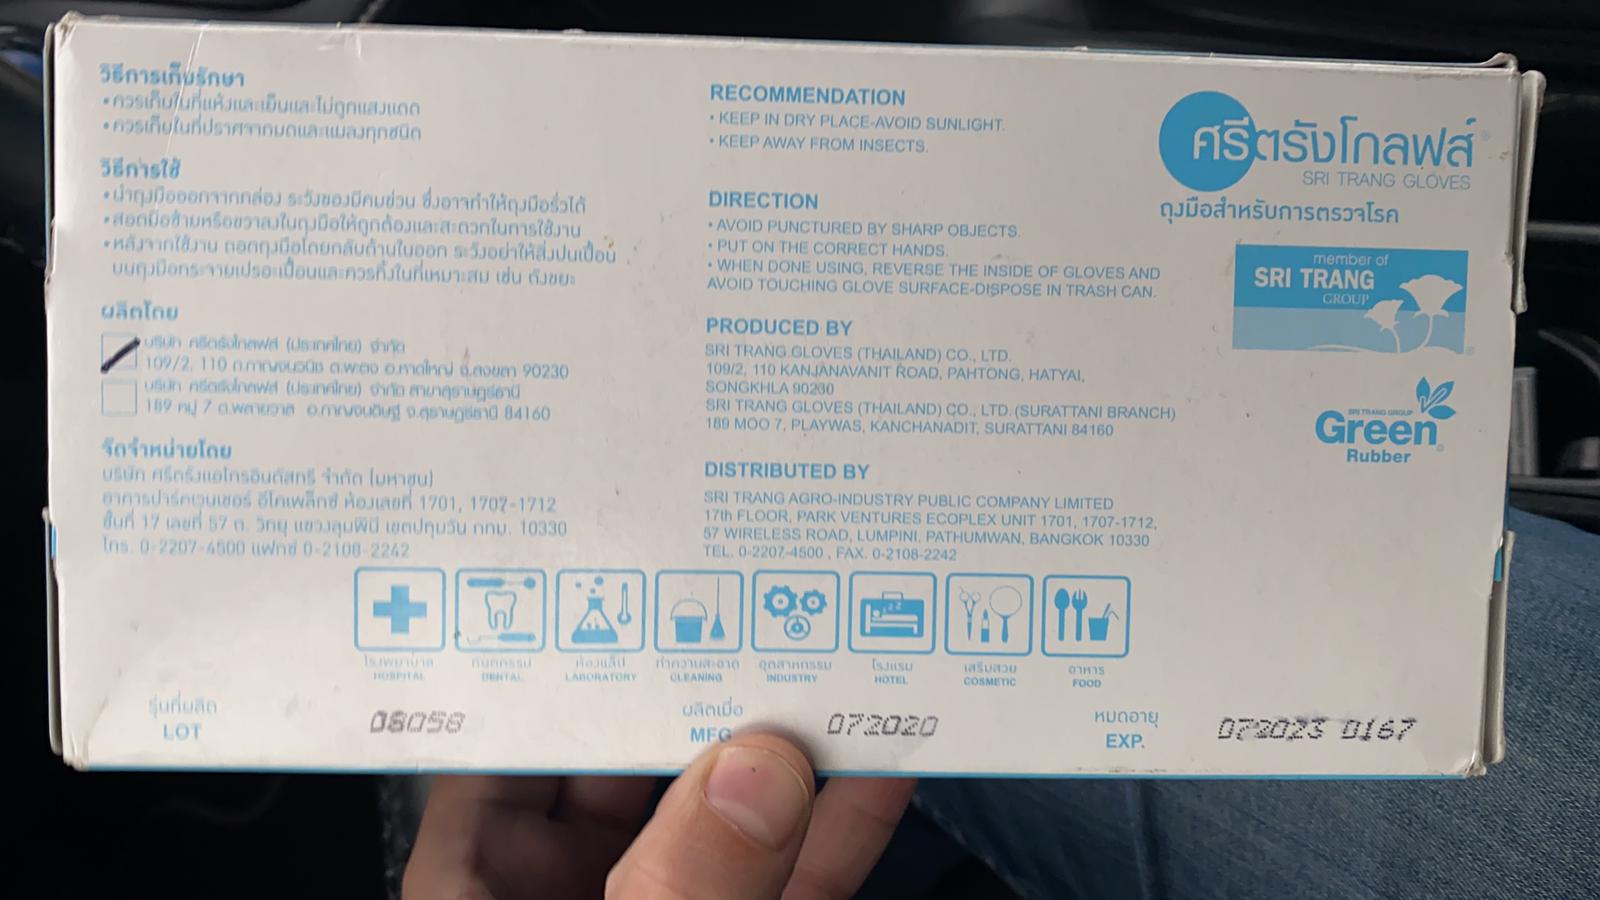 วิธีการเก็บรักษา
• ควรเก็บในที่แห้งและเย็นและไม่ถูกแสงแดด
• ควรเก็บในที่ปราศจากมดและแมลงทุกชนิด
วิธีการใช้
• นำถุงมือออกจากกล่อง ระวังของมีคมข่วน ซึ่งอาจทำให้ถุงมือรั่วได้
• สอดมือซ้ายหรือขวาลงในถุงมือให้ถูกต้องและสะดวกในการใช้งาน
• หลังจากใช้งาน ถอดถุงมือโดยกลับด้านในออก ระวังอย่าให้สิ่งปนเปื้อน
บนถุงมือกระจายเปรอะเปื้อนและควรทิ้งในที่เหมาะสม เช่น ถังขยะ
ผลิตโดย
บริษัท ศรีตรังโกลฟส์ (ประเทศไทย) จำกัด
109/2, 110 ถ.กาญจนวนิช ต.พะตง อ.หาดใหญ่ จ.สงขลา 90230
บริษัท ศรีตรังโกลฟส์ (ประเทศไทย) จำกัด สาขาสุราษฎร์ธานี
189 หมู่ 7 ต.พลายวาส อ.กาญจนดิษฐ์ จ.สุราษฎร์ธานี 84160
จัดจำหน่ายโดย
บริษัท ศรีตรังแอโกรอินดัสทรี จำกัด (มหาชน)
อาคารปาร์คเวนเชอร์ อีโคเพล็กซ์ ห้องเลขที่ 1701, 1707-1712
ชั้นที่ 17 เลขที่ 57 ถ. วิทยุ แขวงลุมพินี เขตปทุมวัน กทม. 10330
โทร. 0-2207-4500 แฟกซ์ 0-2108-2242
RECOMMENDATION
• KEEP IN DRY PLACE-AVOID SUNLIGHT.
• KEEP AWAY FROM INSECTS.
DIRECTION
• AVOID PUNCTURED BY SHARP OBJECTS.
• PUT ON THE CORRECT HANDS.
• WHEN DONE USING, REVERSE THE INSIDE OF GLOVES AND
AVOID TOUCHING GLOVE SURFACE-DISPOSE IN TRASH CAN.
PRODUCED BY
SRI TRANG GLOVES (THAILAND) CO., LTD.
109/2, 110 KANJANAVANIT ROAD, PAHTONG, HATYAI,
SONGKHLA 90230
SRI TRANG GLOVES (THAILAND) CO., LTD. (SURATTANI BRANCH)
189 MOO 7, PLAYWAS, KANCHANADIT, SURATTANI 84160
DISTRIBUTED BY
SRI TRANG AGRO-INDUSTRY PUBLIC COMPANY LIMITED
17th FLOOR, PARK VENTURES ECOPLEX UNIT 1701, 1707-1712,
57 WIRELESS ROAD, LUMPINI, PATHUMWAN, BANGKOK 10330
TEL. 0-2207-4500 , FAX. 0-2108-2242
ศรีตรังโกลฟส์
SRI TRANG GLOVES
ถุงมือสำหรับการตรวจโรค
member of
SRI TRANG
GROUP
SRI TRANG GROUP
Green
Rubber
โรงพยาบาล ทันตกรรม ห้องแล็ป ทำความสะอาด อุตสาหกรรม โรงแรม เสริมสวย อาหาร
HOSPITAL DENTAL LABORATORY CLEANING INDUSTRY HOTEL COSMETIC FOOD
รุ่นที่ผลิต
LOT
08058
ผลิตเมื่อ
MFG
072020
หมดอายุ
EXP.
072023 0167